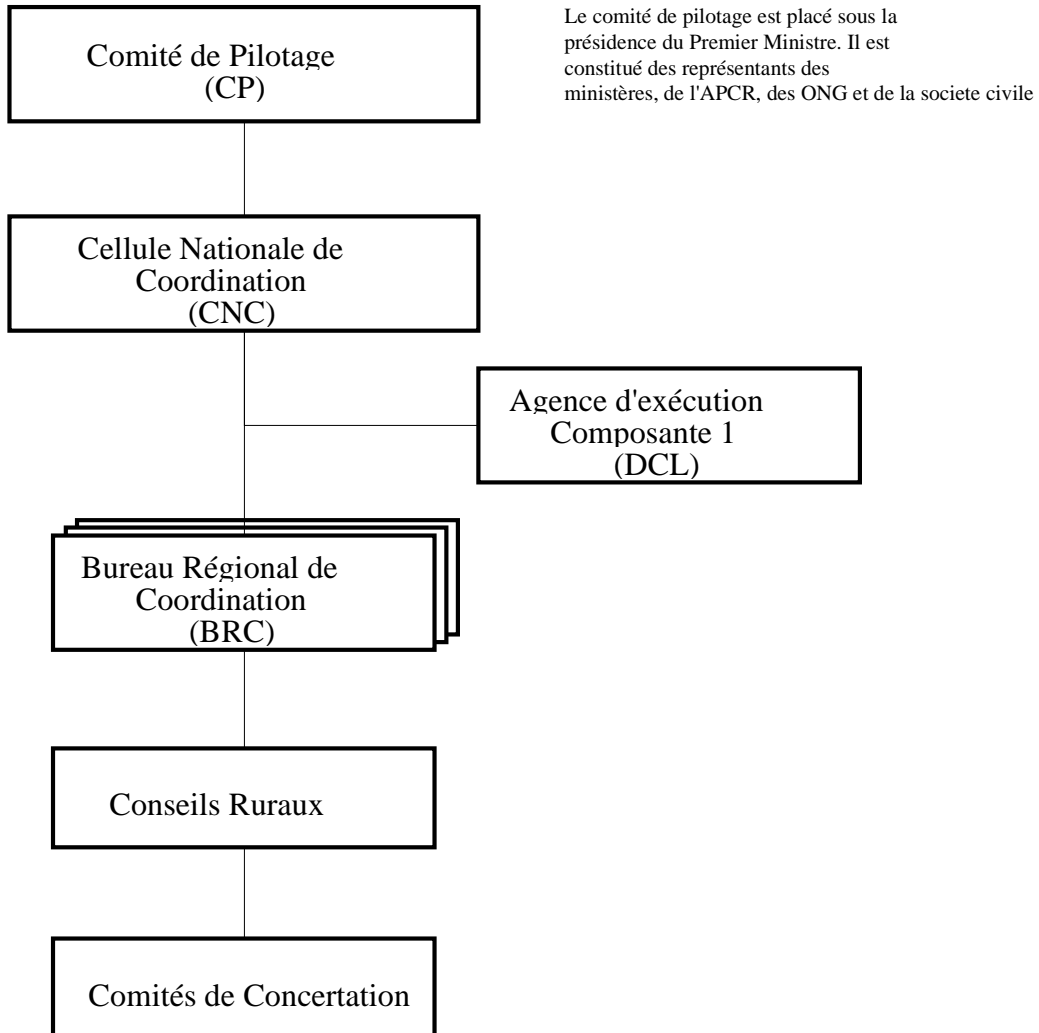 Comité de Pilotage
(CP)
Le comité de pilotage est placé sous la
présidence du Premier Ministre. Il est
constitué des représentants des
ministères, de l'APCR, des ONG et de la societe civile
Cellule Nationale de
Coordination
(CNC)
Agence d'exécution
Composante 1
(DCL)
Bureau Régional de
Coordination
(BRC)
Conseils Ruraux
Comités de Concertation